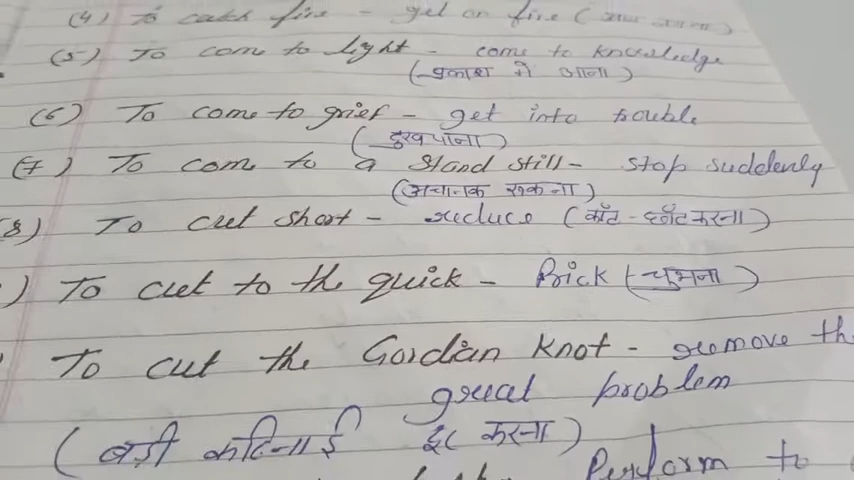 (4) To catch fire - get on fire (
(5) To come to light - come to knowledge
(प्रकाश मे आना)
(6) To come to grief - get into trouble
(दुख पाना)
(7) To come to a stand still - stop suddenly
(अचानक रुकना)
8) To cut short - reduce (काँट - छाँट करना)
) To cut to the quick - Prick (चुभना)
To cut the Gordian Knot - remove th
great problem
(बड़ी कठिनाई दूर करना)
Perform to